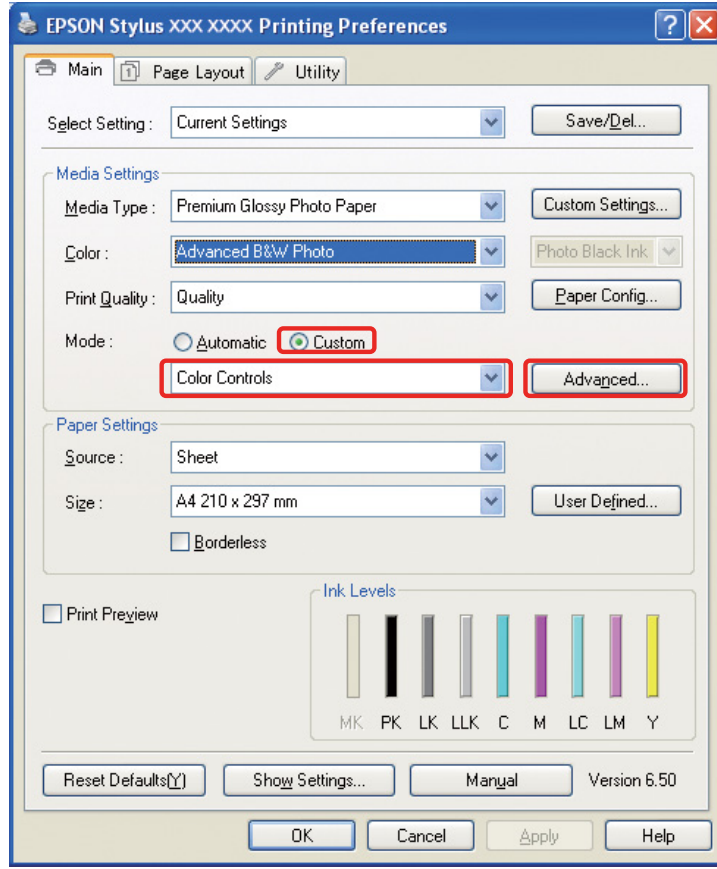 EPSON Stylus XXX XXXX Printing Preferences
Main Page Layout Utility
Select Setting : Current Settings Save/Del...
Media Settings
Media Type : Premium Glossy Photo Paper Custom Settings...
Color : Advanced B&W Photo Photo Black Ink
Print Quality : Quality Paper Config...
Mode : Automatic Custom
Color Controls Advanced...
Paper Settings
Source : Sheet
Size : A4 210 x 297 mm User Defined...
Borderless
Print Preview
Ink Levels
MK PK LK LLK C M LC LM Y
Reset Defaults(Y) Show Settings... Manual Version 6.50
OK Cancel Apply Help